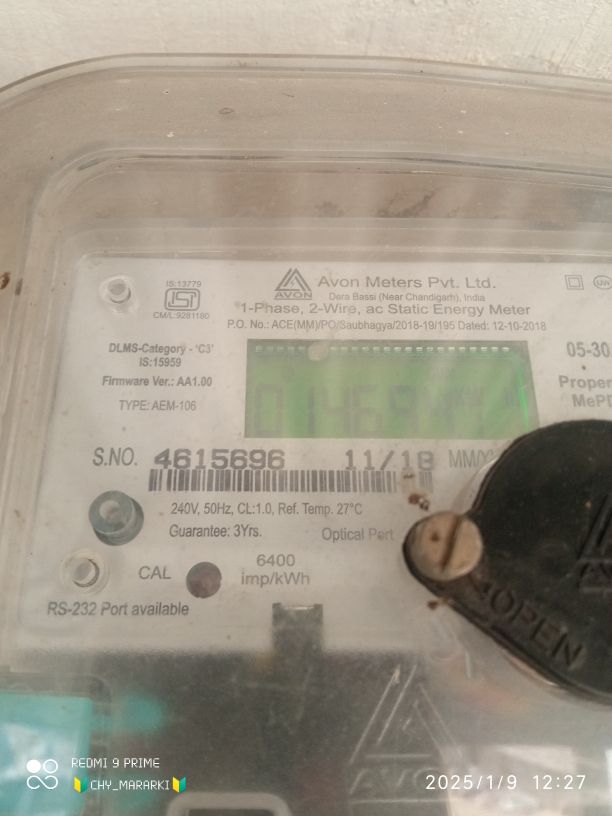 IS:13779
ISI
CM/L:9281180
AVON
Avon Meters Pvt. Ltd.
Dera Bassi (Near Chandigarh), India
1-Phase, 2-Wire, ac Static Energy Meter
P.O. No.: ACE(MM)/PO/Saubhagya/2018-19/195 Dated: 12-10-2018
DLMS-Category - 'C3'
IS:15959
Firmware Ver.: AA1.00
TYPE: AEM-106
05-30
S.NO. 4615696 11/18
240V, 50Hz, CL:1.0, Ref. Temp. 27°C
Guarantee: 3Yrs.
Optical Port
CAL
6400
imp/kWh
RS-232 Port available
OPEN
AVON
REDMI 9 PRIME
CHY_MARARKI
2025/1/9 12:27